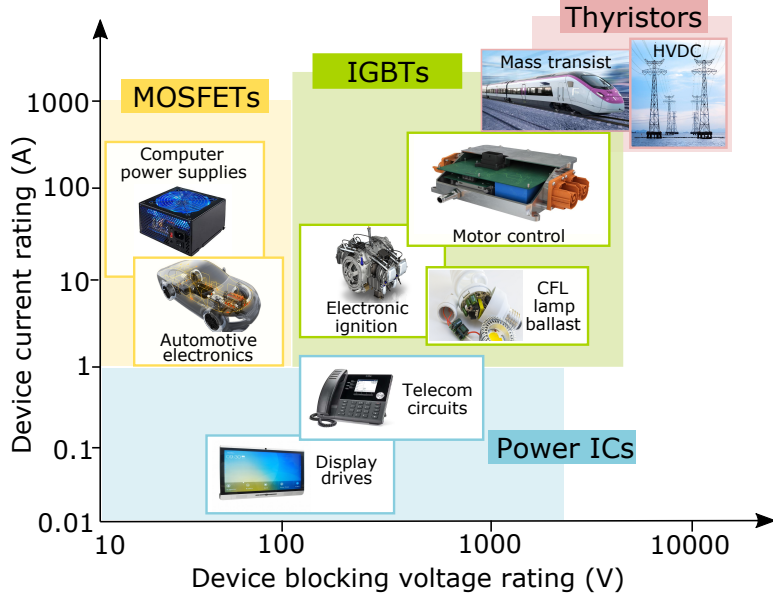 Thyristors
Mass transist
HVDC
IGBTs
MOSFETs
Computer
power supplies
Motor control
Electronic
ignition
CFL
lamp
ballast
Automotive
electronics
Telecom
circuits
Display
drives
Power ICs
Device current rating (A)
1000
100
10
1
0.1
0.01
10
100
1000
10000
Device blocking voltage rating (V)